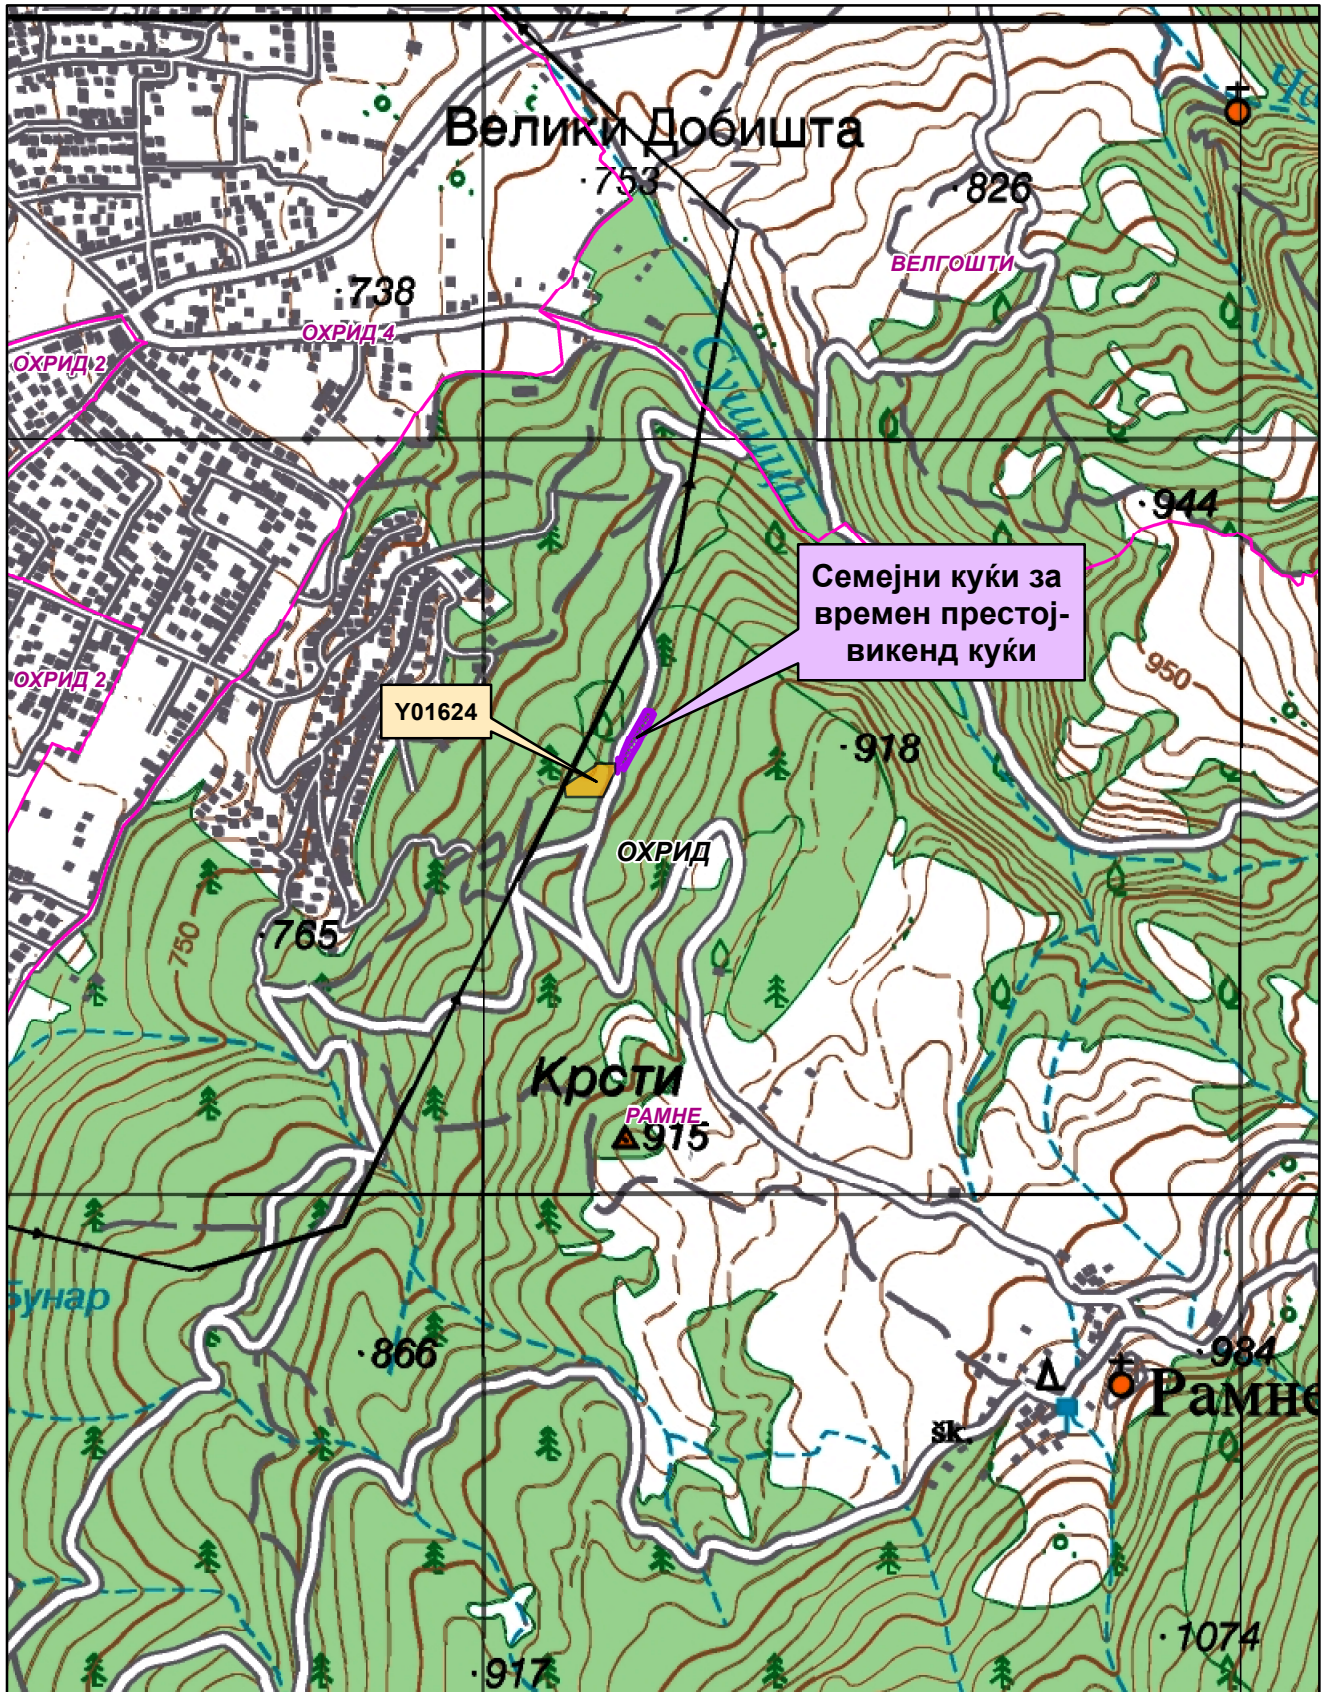 Велики Добишта
753
826
ВЕЛГОШТИ
738
ОХРИД 4
ОХРИД 2
Сушица
944
Семејни куќи за
времен престој-
викенд куќи
950
ОХРИД 2
Y01624
918
ОХРИД
750
765
Крсти
РАМНЕ
915
Бунар
866
984
Рамне
šk.
1074
917